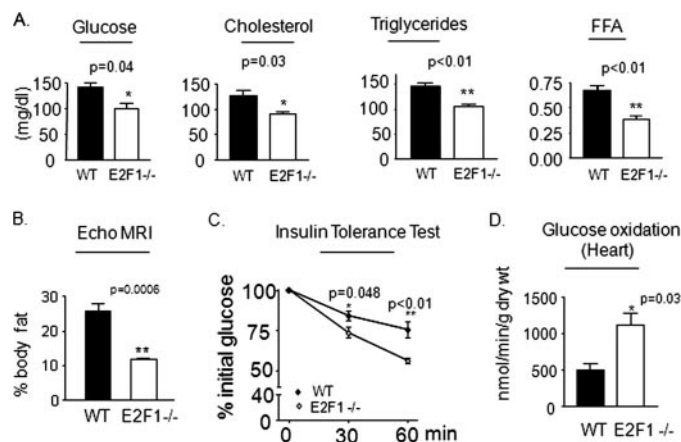 A.
Glucose
Cholesterol
Triglycerides
FFA
p=0.04
p=0.03
p<0.01
p<0.01
(mg/dl)
150
100
50
0
*
WT E2F1-/-
150
100
50
0
*
WT E2F1-/-
150
100
50
0
**
WT E2F1-/-
0.75
0.50
0.25
0.00
**
WT E2F1-/-
B.
Echo MRI
p=0.0006
% body fat
30
20
10
0
**
WT E2F1-/-
C.
Insulin Tolerance Test
% initial glucose
100
75
50
40
0
p=0.048
*
p<0.01
**
WT
E2F1 -/-
0 30 60 min
D.
Glucose oxidation
(Heart)
nmol/min/g dry wt
1500
1000
500
0
* p=0.03
WT E2F1 -/-